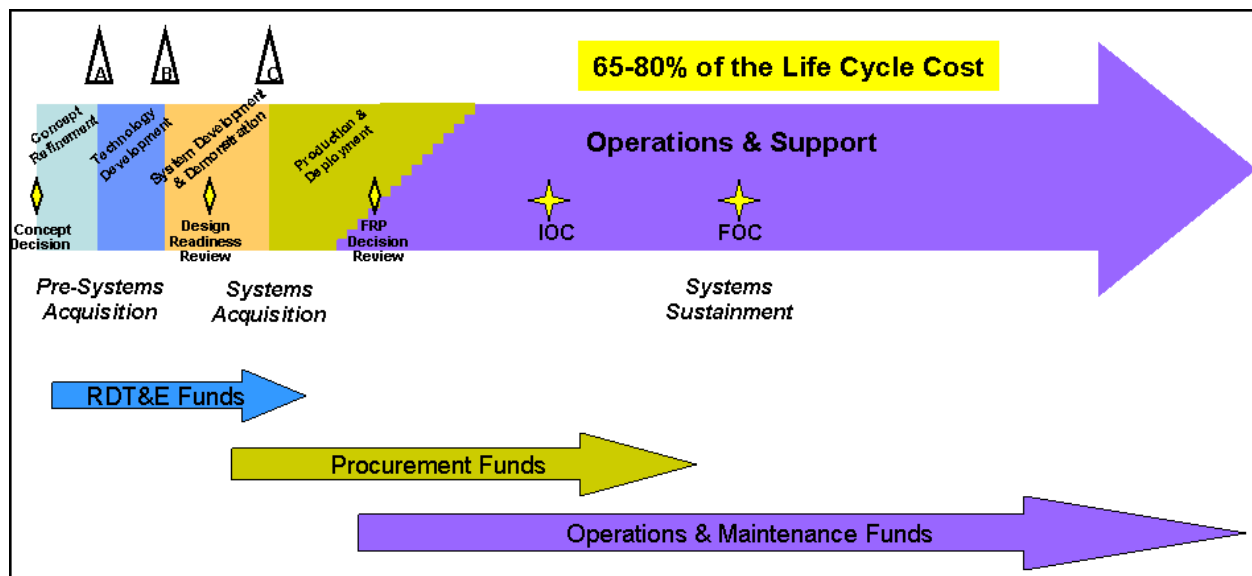 A
B
C
65-80% of the Life Cycle Cost
Concept
Refinement
Technology
Development
System Development
& Demonstration
Production &
Deployment
Operations & Support
Concept
Decision
Design
Readiness
Review
FRP
Decision
Review
IOC
FOC
Pre-Systems
Acquisition
Systems
Acquisition
Systems
Sustainment
RDT&E Funds
Procurement Funds
Operations & Maintenance Funds